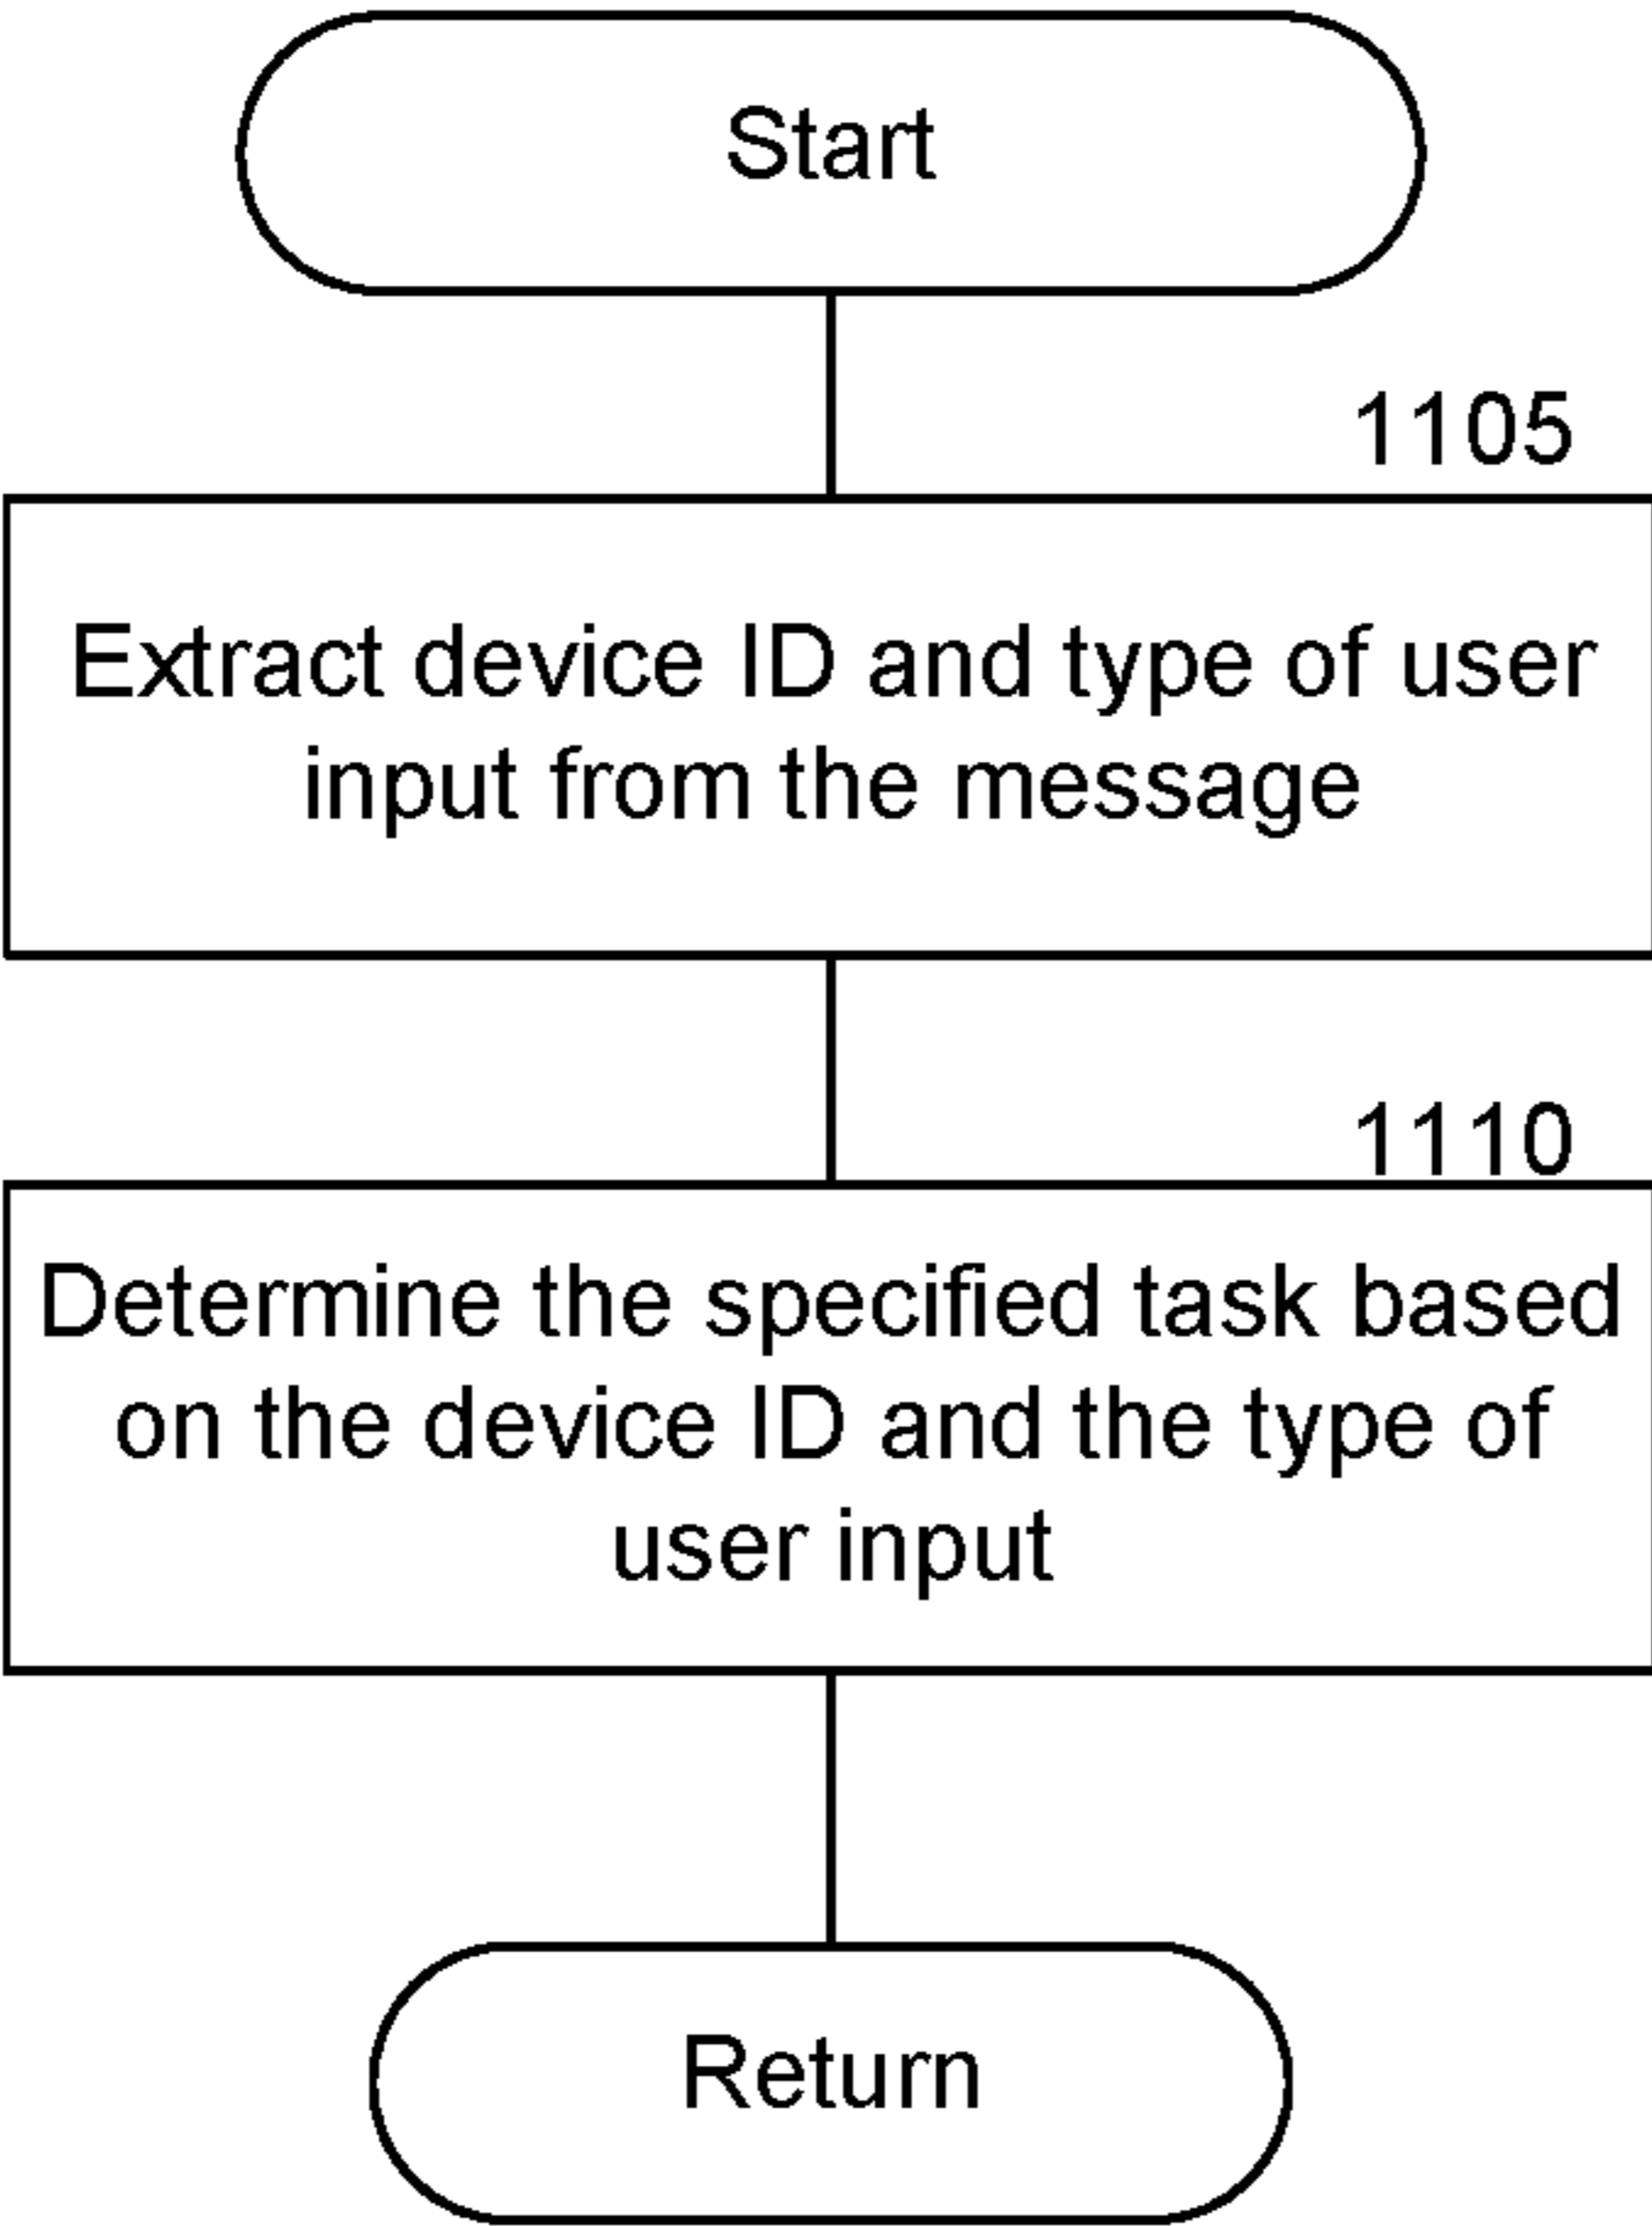 Start
1105
Extract device ID and type of user
input from the message
1110
Determine the specified task based
on the device ID and the type of
user input
Return